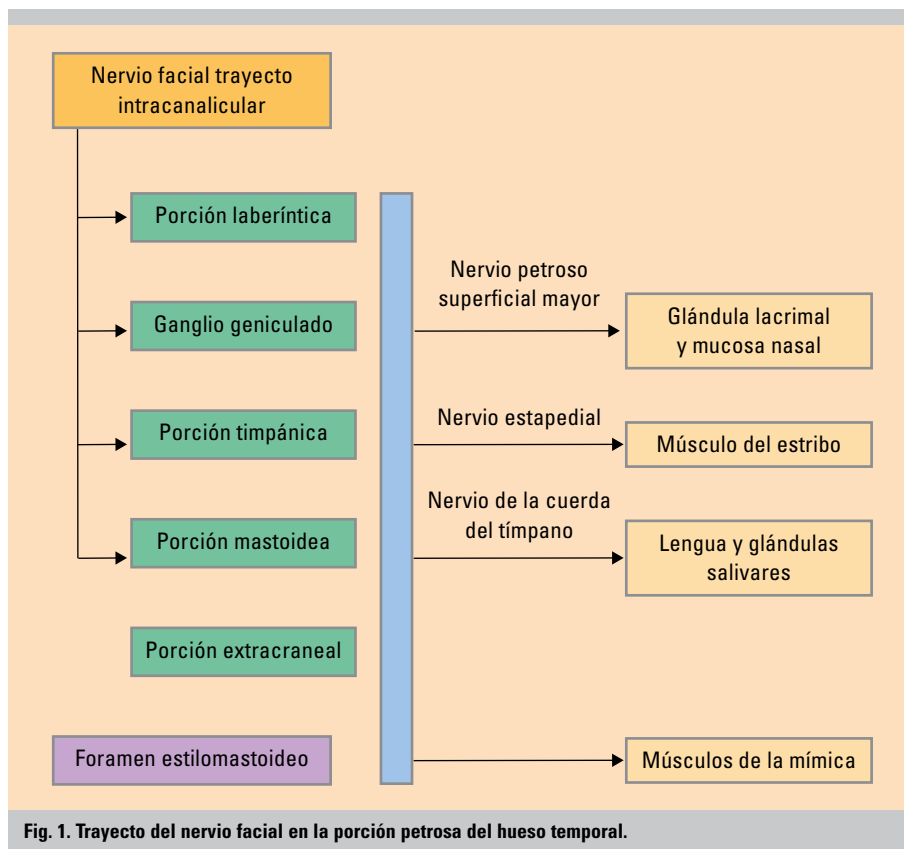 Nervio facial trayecto
intracanalicular
Porción laberíntica
Nervio petroso
superficial mayor
Ganglio geniculado
Glándula lacrimal
y mucosa nasal
Porción timpánica
Nervio estapedial
Músculo del estribo
Nervio de la cuerda
del tímpano
Porción mastoidea
Lengua y glándulas
salivares
Porción extracraneal
Foramen estilomastoideo
Músculos de la mímica
Fig. 1. Trayecto del nervio facial en la porción petrosa del hueso temporal.